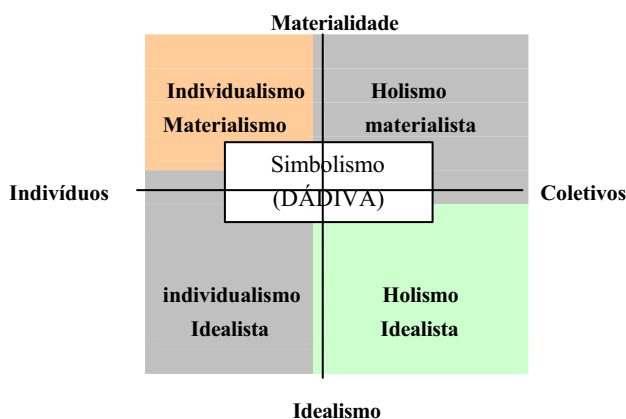 Materialidade
Individualismo
Materialismo
Holismo
materialista
Simbolismo
(DÁDIVA)
Indivíduos
Coletivos
individualismo
Idealista
Holismo
Idealista
Idealismo